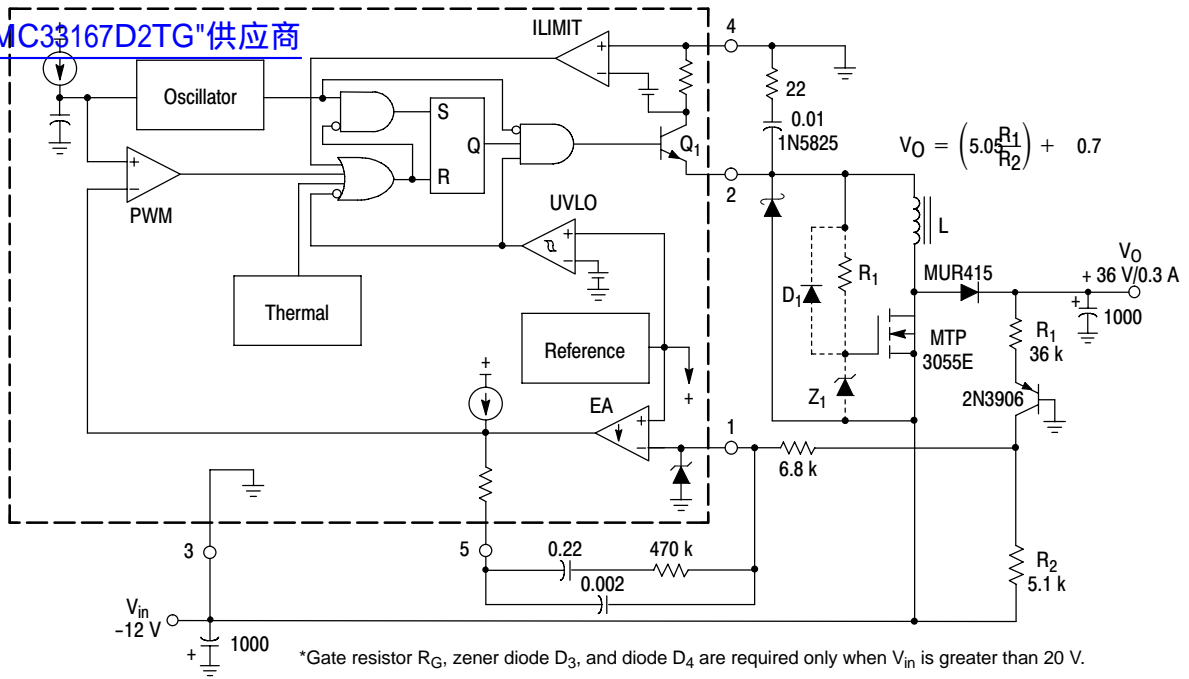 MC33167D2TG"供应商
ILIMIT
4
+
−
+
Oscillator
22
0.01
1N5825
S
Q
R
Q1
VO = (5.05 R1/R2) + 0.7
+
−
PWM
2
UVLO
+
−
L
Thermal
D1
R1
MUR415
VO
+ 36 V/0.3 A
+
1000
Reference
MTP
3055E
R1
36 k
+
Z1
2N3906
+
EA
+
−
1
6.8 k
3
5
0.22
470 k
0.002
R2
5.1 k
Vin
−12 V
+
1000
*Gate resistor RG, zener diode D3, and diode D4 are required only when Vin is greater than 20 V.